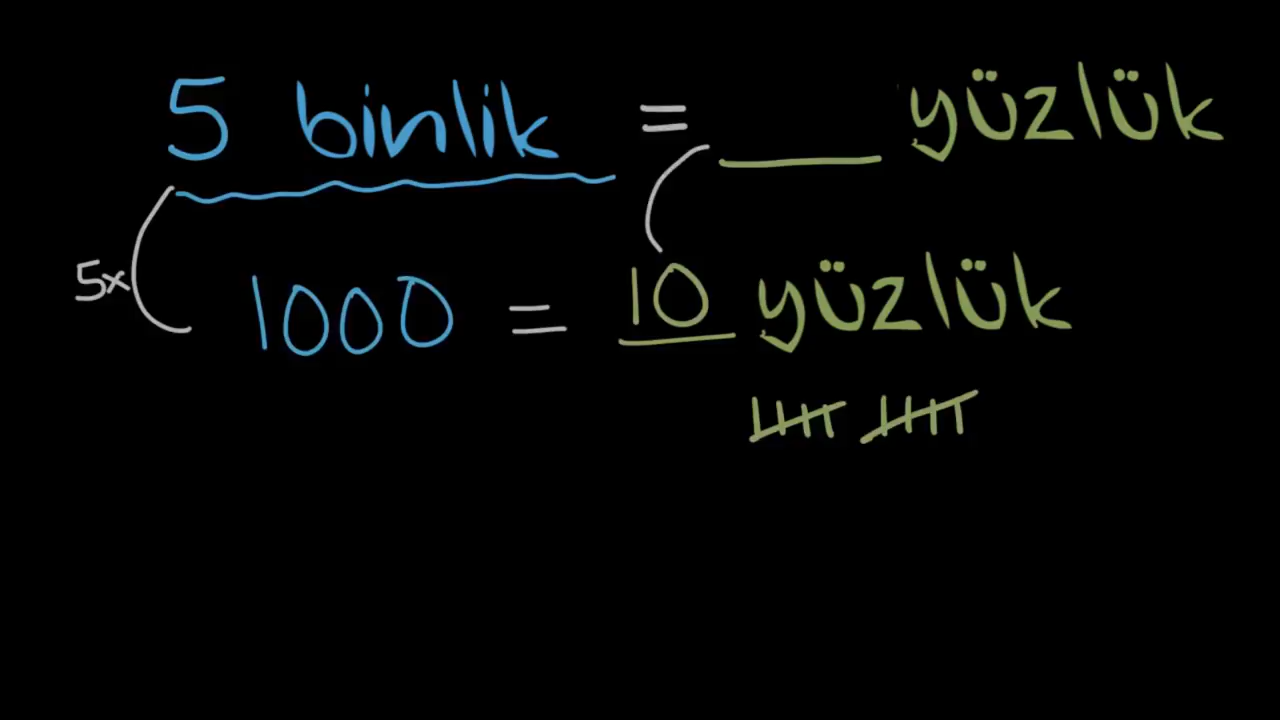 5 binlik = ___ yüzlük
5x
1000 = 10 yüzlük